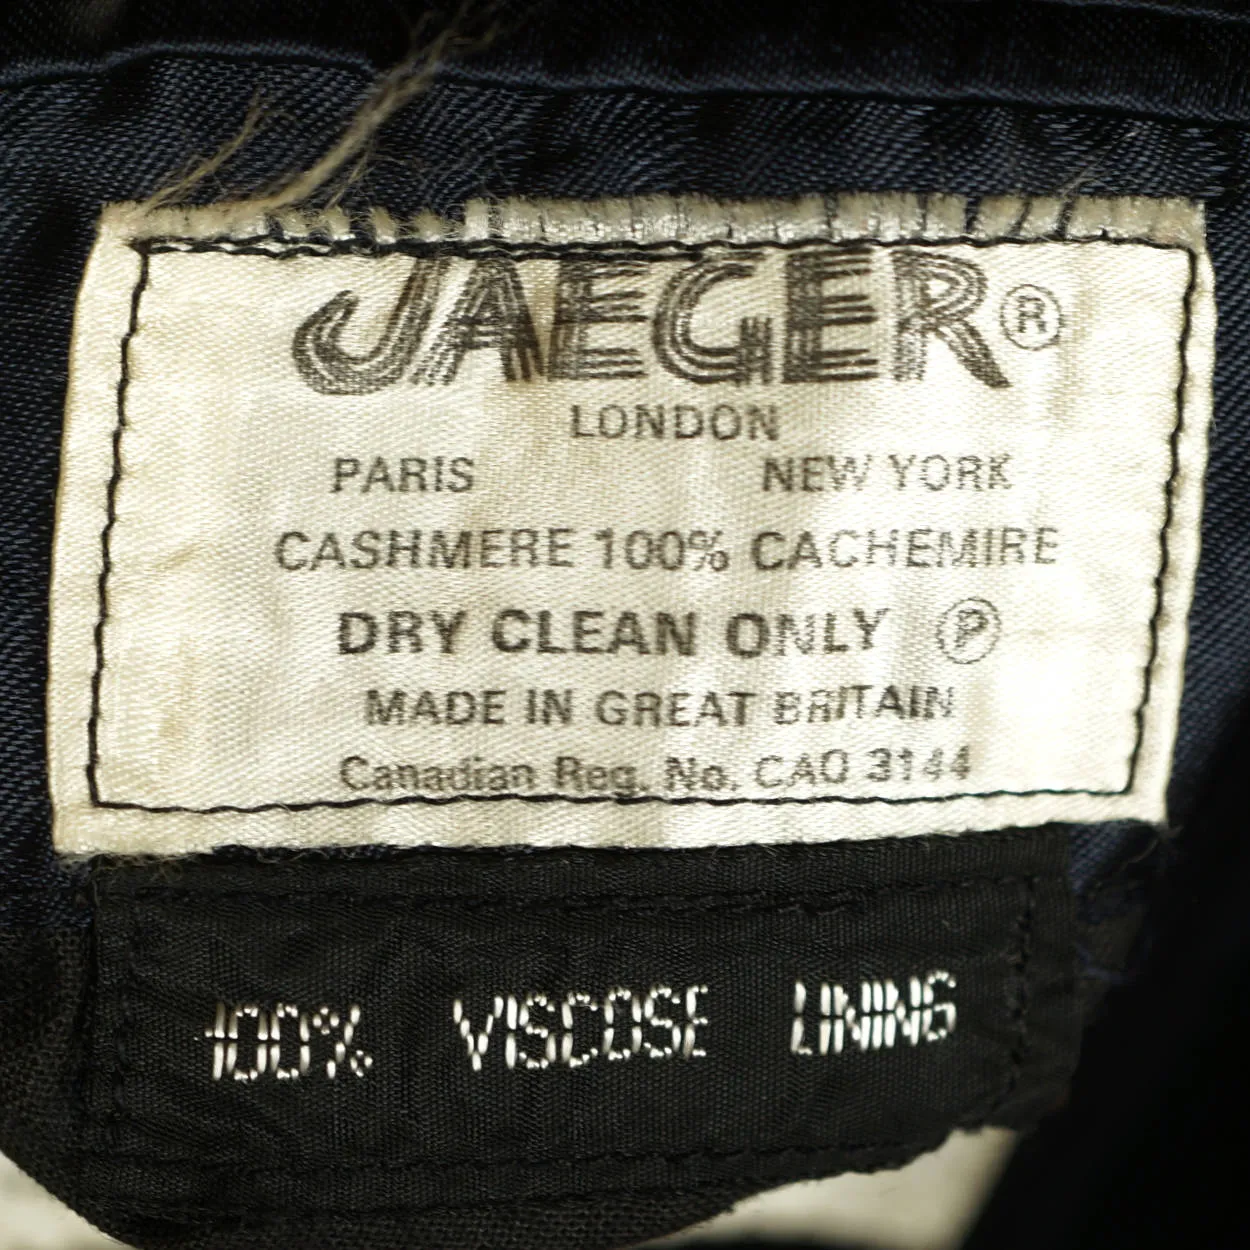 JAEGER ®
LONDON
PARIS NEW YORK
CASHMERE 100% CACHEMIRE
DRY CLEAN ONLY Ⓟ
MADE IN GREAT BRITAIN
Canadian Reg. No. CAO 3144
100% VISCOSE LINING